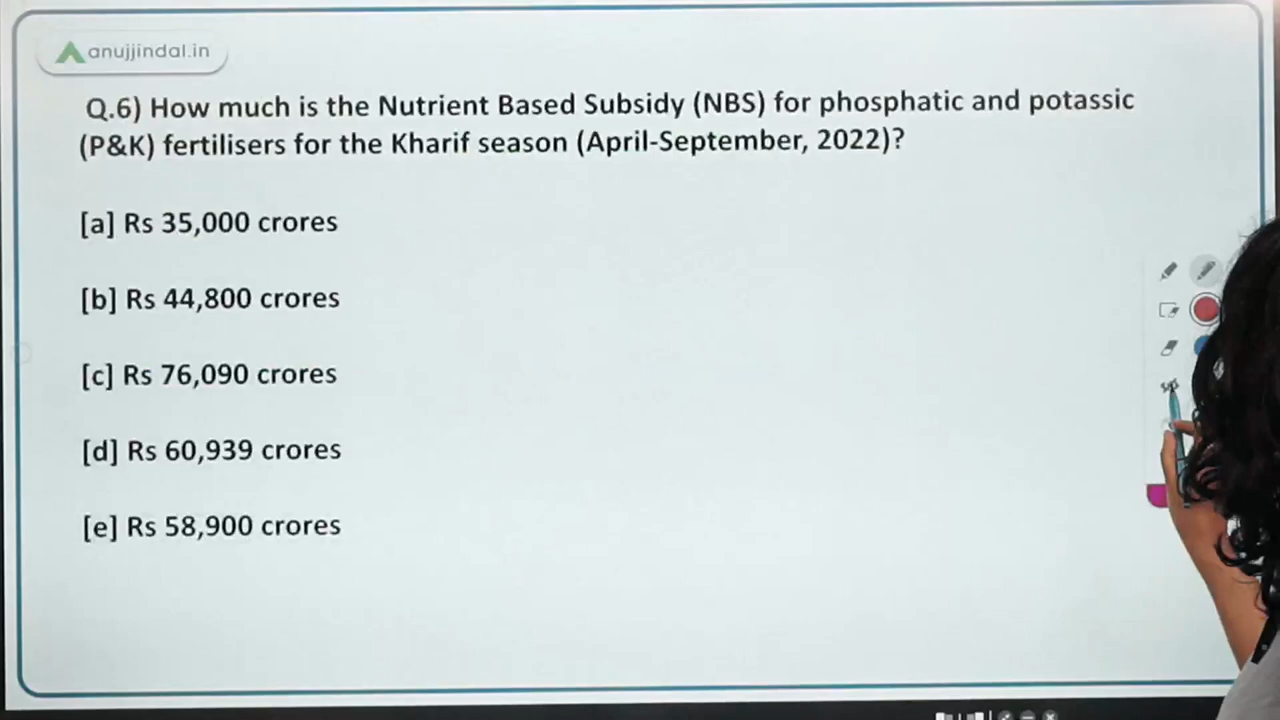 anujjindal.in
Q.6) How much is the Nutrient Based Subsidy (NBS) for phosphatic and potassic
(P&K) fertilisers for the Kharif season (April-September, 2022)?
[a] Rs 35,000 crores
[b] Rs 44,800 crores
[c] Rs 76,090 crores
[d] Rs 60,939 crores
[e] Rs 58,900 crores